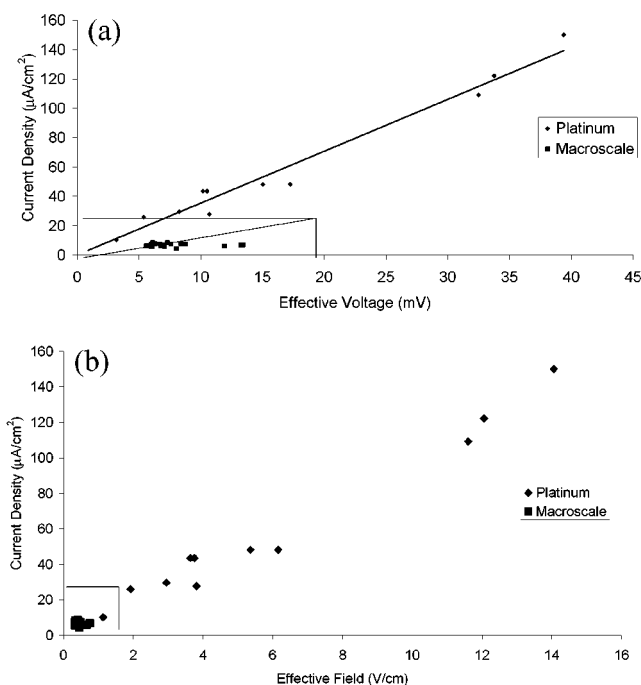 (a)
160
140
120
100
80
60
40
20
0
Current Density (μA/cm²)
0 5 10 15 20 25 30 35 40 45
Effective Voltage (mV)
Platinum
Macroscale
(b)
160
140
120
100
80
60
40
20
0
Current Density (μA/cm²)
0 2 4 6 8 10 12 14 16
Effective Field (V/cm)
Platinum
Macroscale